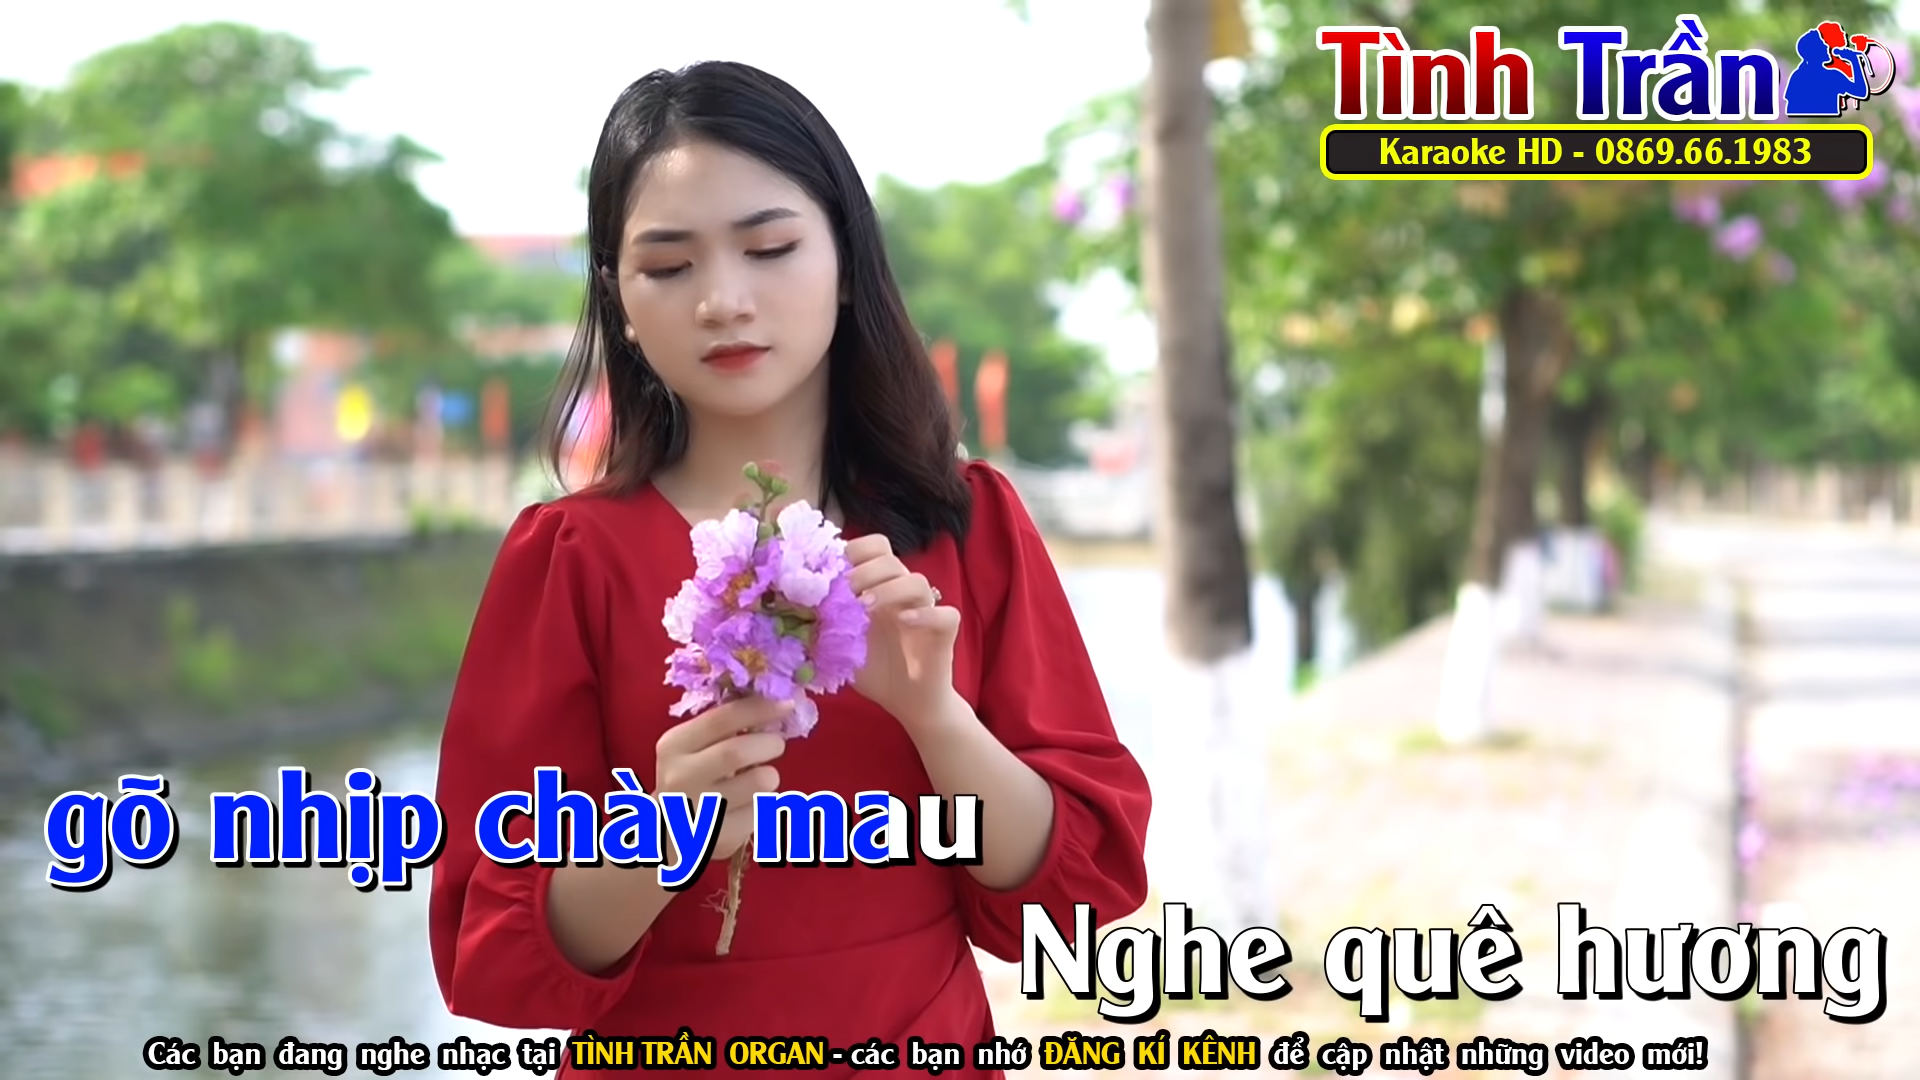 Tình Trần
Karaoke HD - 0869.66.1983
gõ nhịp chày mau
Nghe quê hương
Các bạn đang nghe nhạc tại TÌNH TRẦN ORGAN - các bạn nhớ ĐĂNG KÍ KÊNH để cập nhật những video mới!